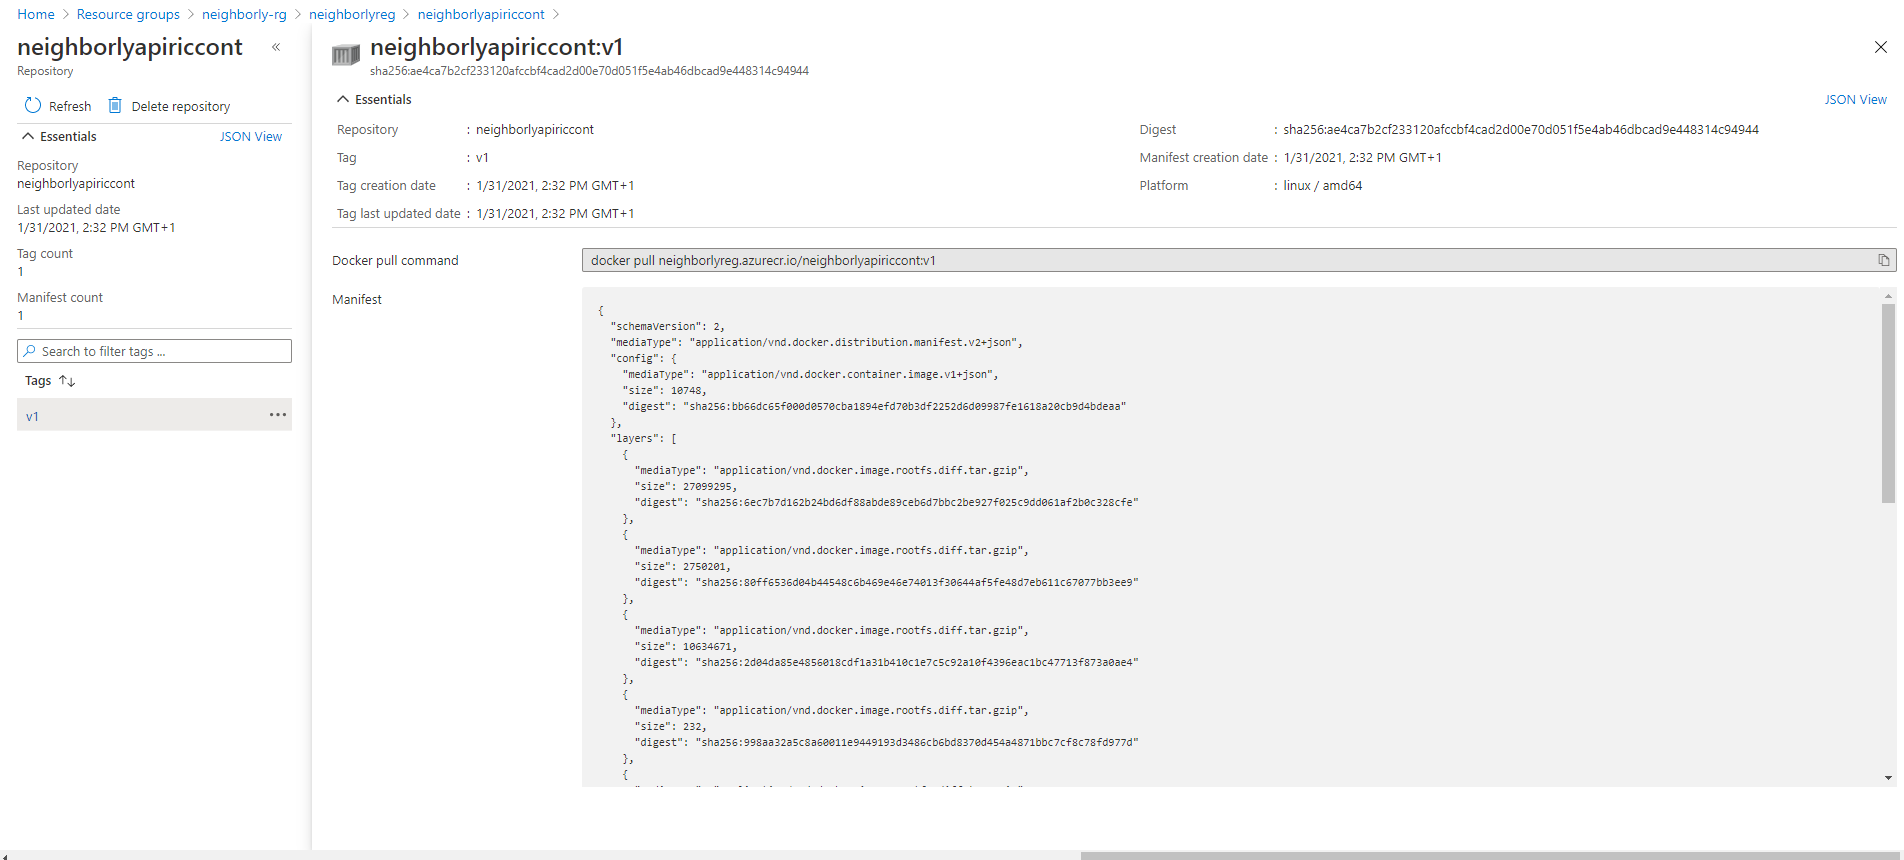 Home > Resource groups > neighborly-rg > neighborlyreg > neighborlyapiriccont >
neighborlyapiriccont «
Repository
Refresh Delete repository
Essentials JSON View
Repository
neighborlyapiriccont
Last updated date
1/31/2021, 2:32 PM GMT+1
Tag count
1
Manifest count
1
Search to filter tags ...
Tags ↑↓
v1 ...
neighborlyapiriccont:v1
sha256:ae4ca7b2cf233120afccbf4cad2d00e70d051f5e4ab46dbcad9e448314c94944
Essentials JSON View
Repository : neighborlyapiriccont
Tag : v1
Tag creation date : 1/31/2021, 2:32 PM GMT+1
Tag last updated date : 1/31/2021, 2:32 PM GMT+1
Digest : sha256:ae4ca7b2cf233120afccbf4cad2d00e70d051f5e4ab46dbcad9e448314c94944
Manifest creation date : 1/31/2021, 2:32 PM GMT+1
Platform : linux / amd64
Docker pull command docker pull neighborlyreg.azurecr.io/neighborlyapiriccont:v1
Manifest
{
"schemaVersion": 2,
"mediaType": "application/vnd.docker.distribution.manifest.v2+json",
"config": {
"mediaType": "application/vnd.docker.container.image.v1+json",
"size": 10748,
"digest": "sha256:bb66dc65f000d0570cba1894efd70b3df2252d6d09987fe1618a20cb9d4bdeaa"
},
"layers": [
{
"mediaType": "application/vnd.docker.image.rootfs.diff.tar.gzip",
"size": 27099295,
"digest": "sha256:6ec7b7d162b24bd6df88abde89ceb6d7bbc2be927f025c9dd061af2b0c328cfe"
},
{
"mediaType": "application/vnd.docker.image.rootfs.diff.tar.gzip",
"size": 2750201,
"digest": "sha256:80ff6536d04b44548c6b469e46e74013f30644af5fe48d7eb611c67077bb3ee9"
},
{
"mediaType": "application/vnd.docker.image.rootfs.diff.tar.gzip",
"size": 10634671,
"digest": "sha256:2d04da85e4856018cdf1a31b410c1e7c5c92a10f4396eac1bc47713f873a0ae4"
},
{
"mediaType": "application/vnd.docker.image.rootfs.diff.tar.gzip",
"size": 232,
"digest": "sha256:998aa32a5c8a60011e9449193d3486cb6bd8370d454a4871bbc7cf8c78fd977d"
},
{